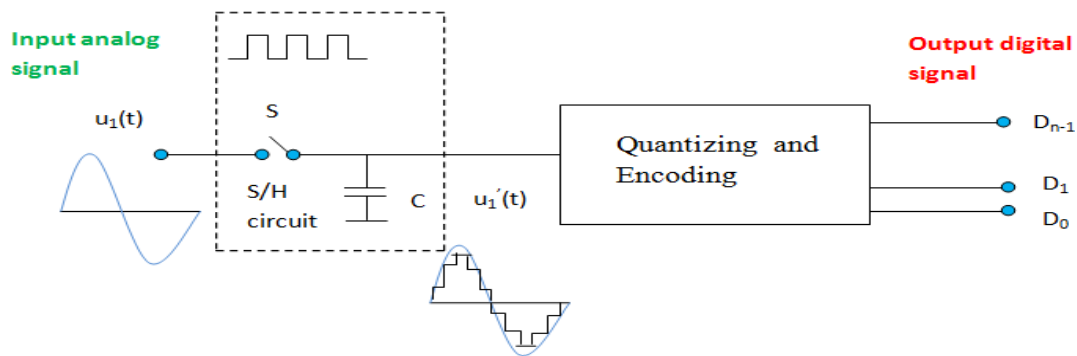 Input analog
signal
u₁(t)
S
S/H
circuit
C
u₁′(t)
Quantizing and
Encoding
Output digital
signal
Dₙ₋₁
D₁
D₀